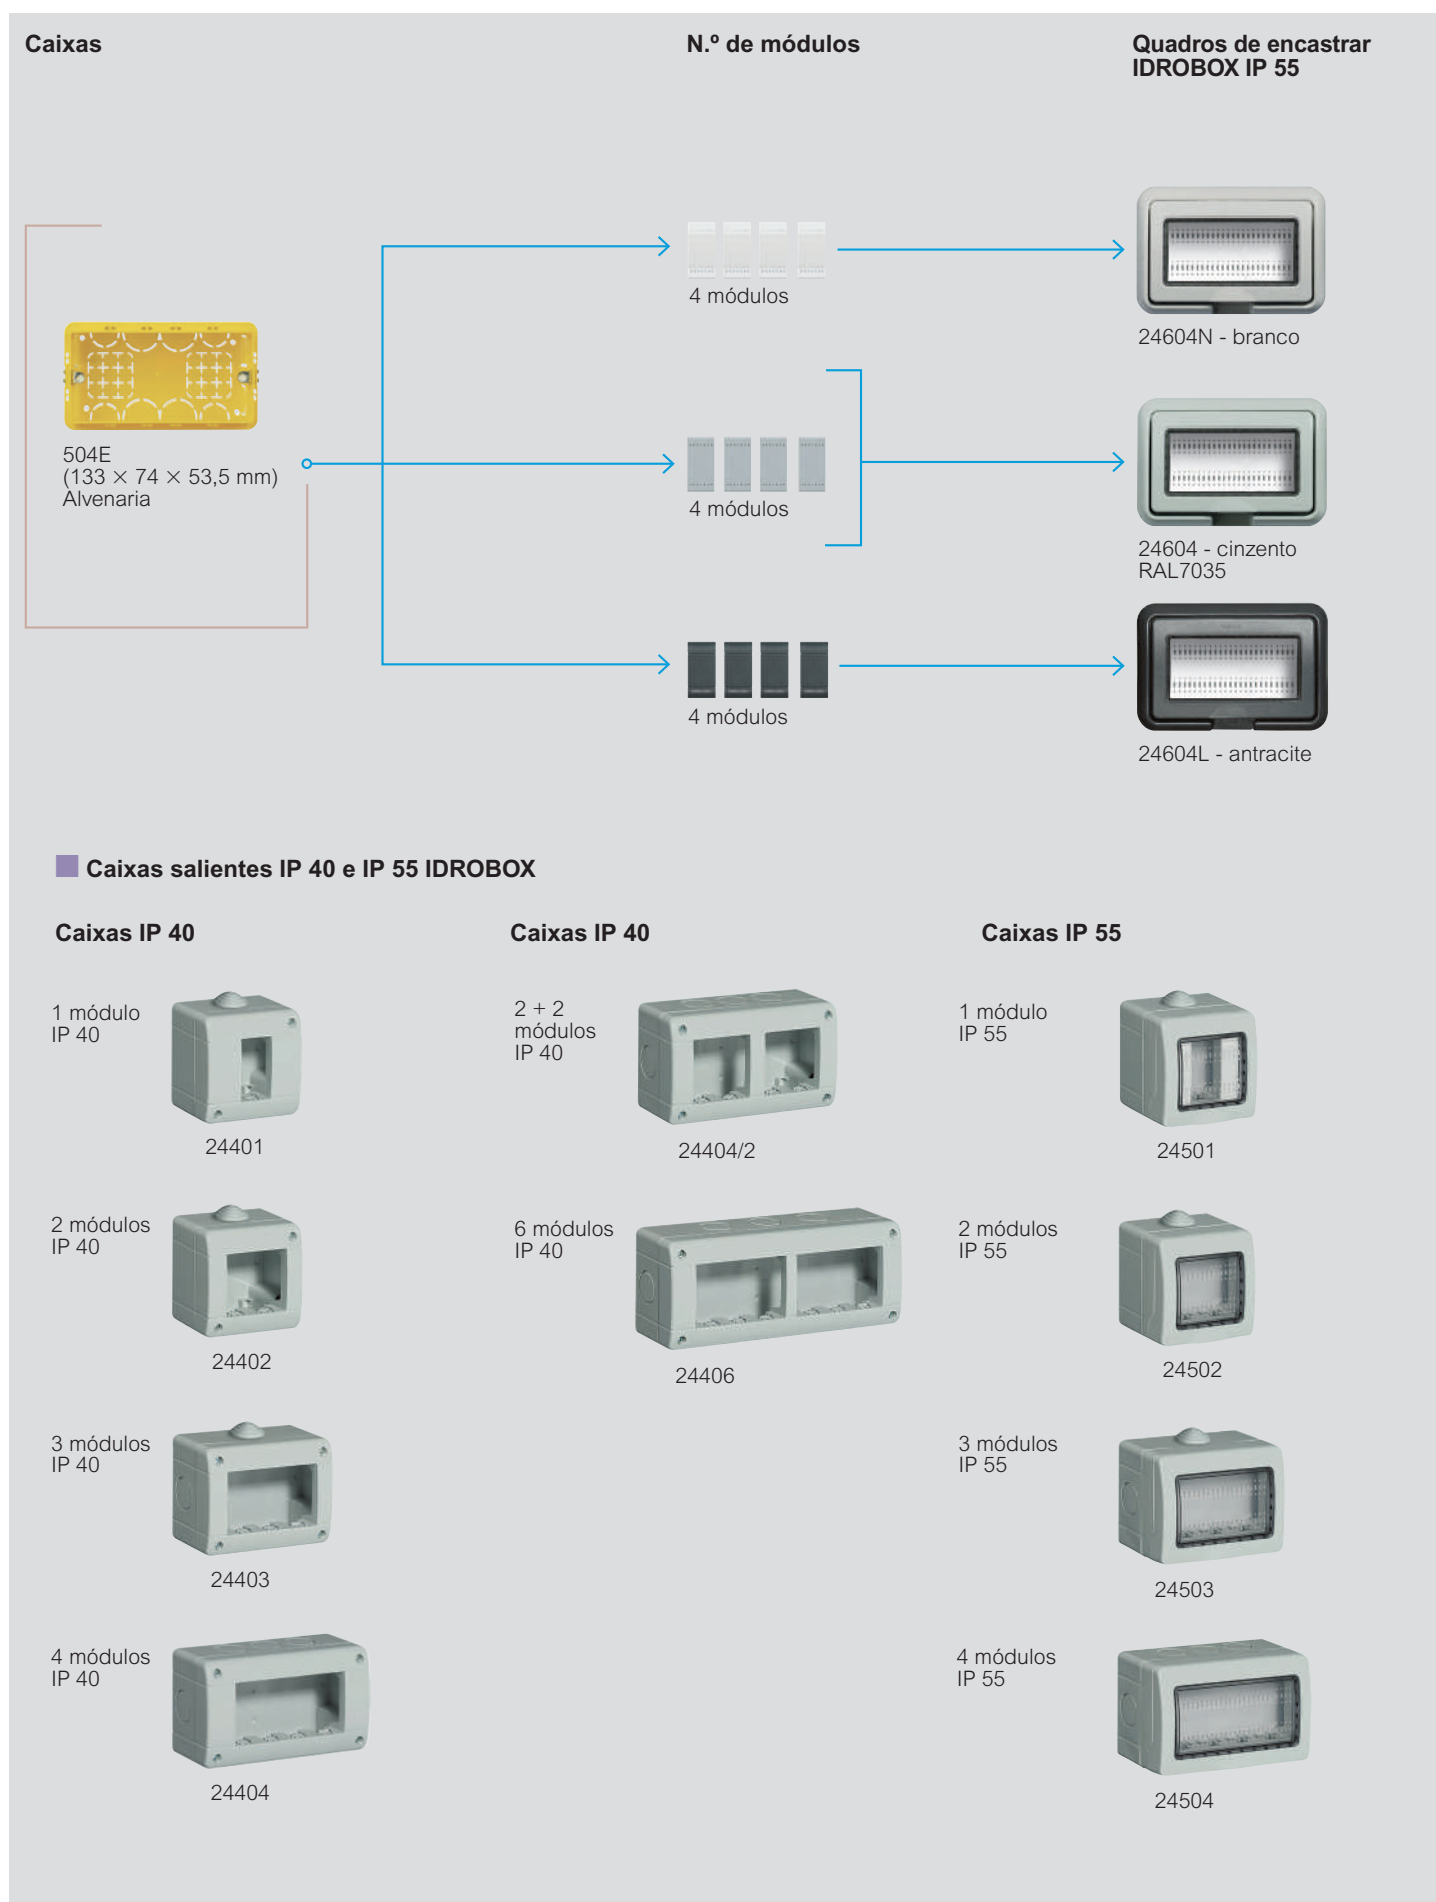 Caixas
N.º de módulos
Quadros de encastrar
IDROBOX IP 55
4 módulos
24604N - branco
504E
(133 × 74 × 53,5 mm)
Alvenaria
4 módulos
24604 - cinzento
RAL7035
4 módulos
24604L - antracite
Caixas salientes IP 40 e IP 55 IDROBOX
Caixas IP 40
1 módulo
IP 40
24401
2 módulos
IP 40
24402
3 módulos
IP 40
24403
4 módulos
IP 40
24404
Caixas IP 40
2 + 2
módulos
IP 40
24404/2
6 módulos
IP 40
24406
Caixas IP 55
1 módulo
IP 55
24501
2 módulos
IP 55
24502
3 módulos
IP 55
24503
4 módulos
IP 55
24504